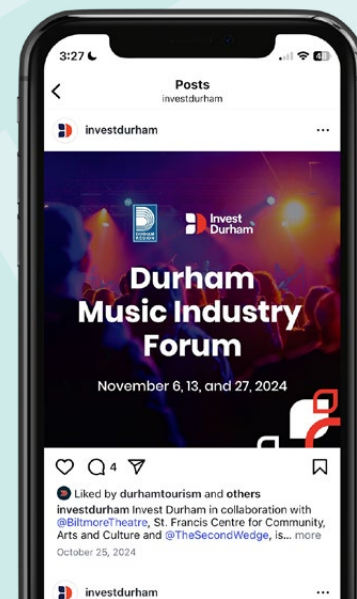 3:27
Posts
investdurham
investdurham
DURHAM
REGION
Invest
Durham
Durham
Music Industry
Forum
November 6, 13, and 27, 2024
4
Liked by durhamtourism and others
investdurham Invest Durham in collaboration with
@BiltmoreTheatre, St. Francis Centre for Community,
Arts and Culture and @TheSecondWedge, is... more
October 25, 2024
investdurham